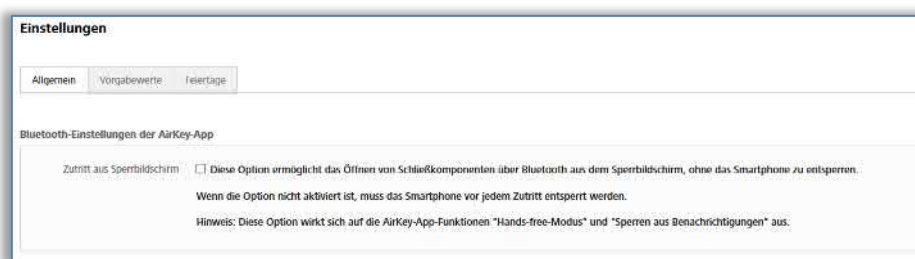 Einstellungen
Allgemein Vorgabewerte Feiertage
Bluetooth-Einstellungen der AirKey-App
Zutritt aus Sperrbildschirm Diese Option ermöglicht das Öffnen von Schließkomponenten über Bluetooth aus dem Sperrbildschirm, ohne das Smartphone zu entsperren.
Wenn die Option nicht aktiviert ist, muss das Smartphone vor jedem Zutritt entsperrt werden.
Hinweis: Diese Option wirkt sich auf die AirKey-App-Funktionen "Hands-free-Modus" und "Sperren aus Benachrichtigungen" aus.